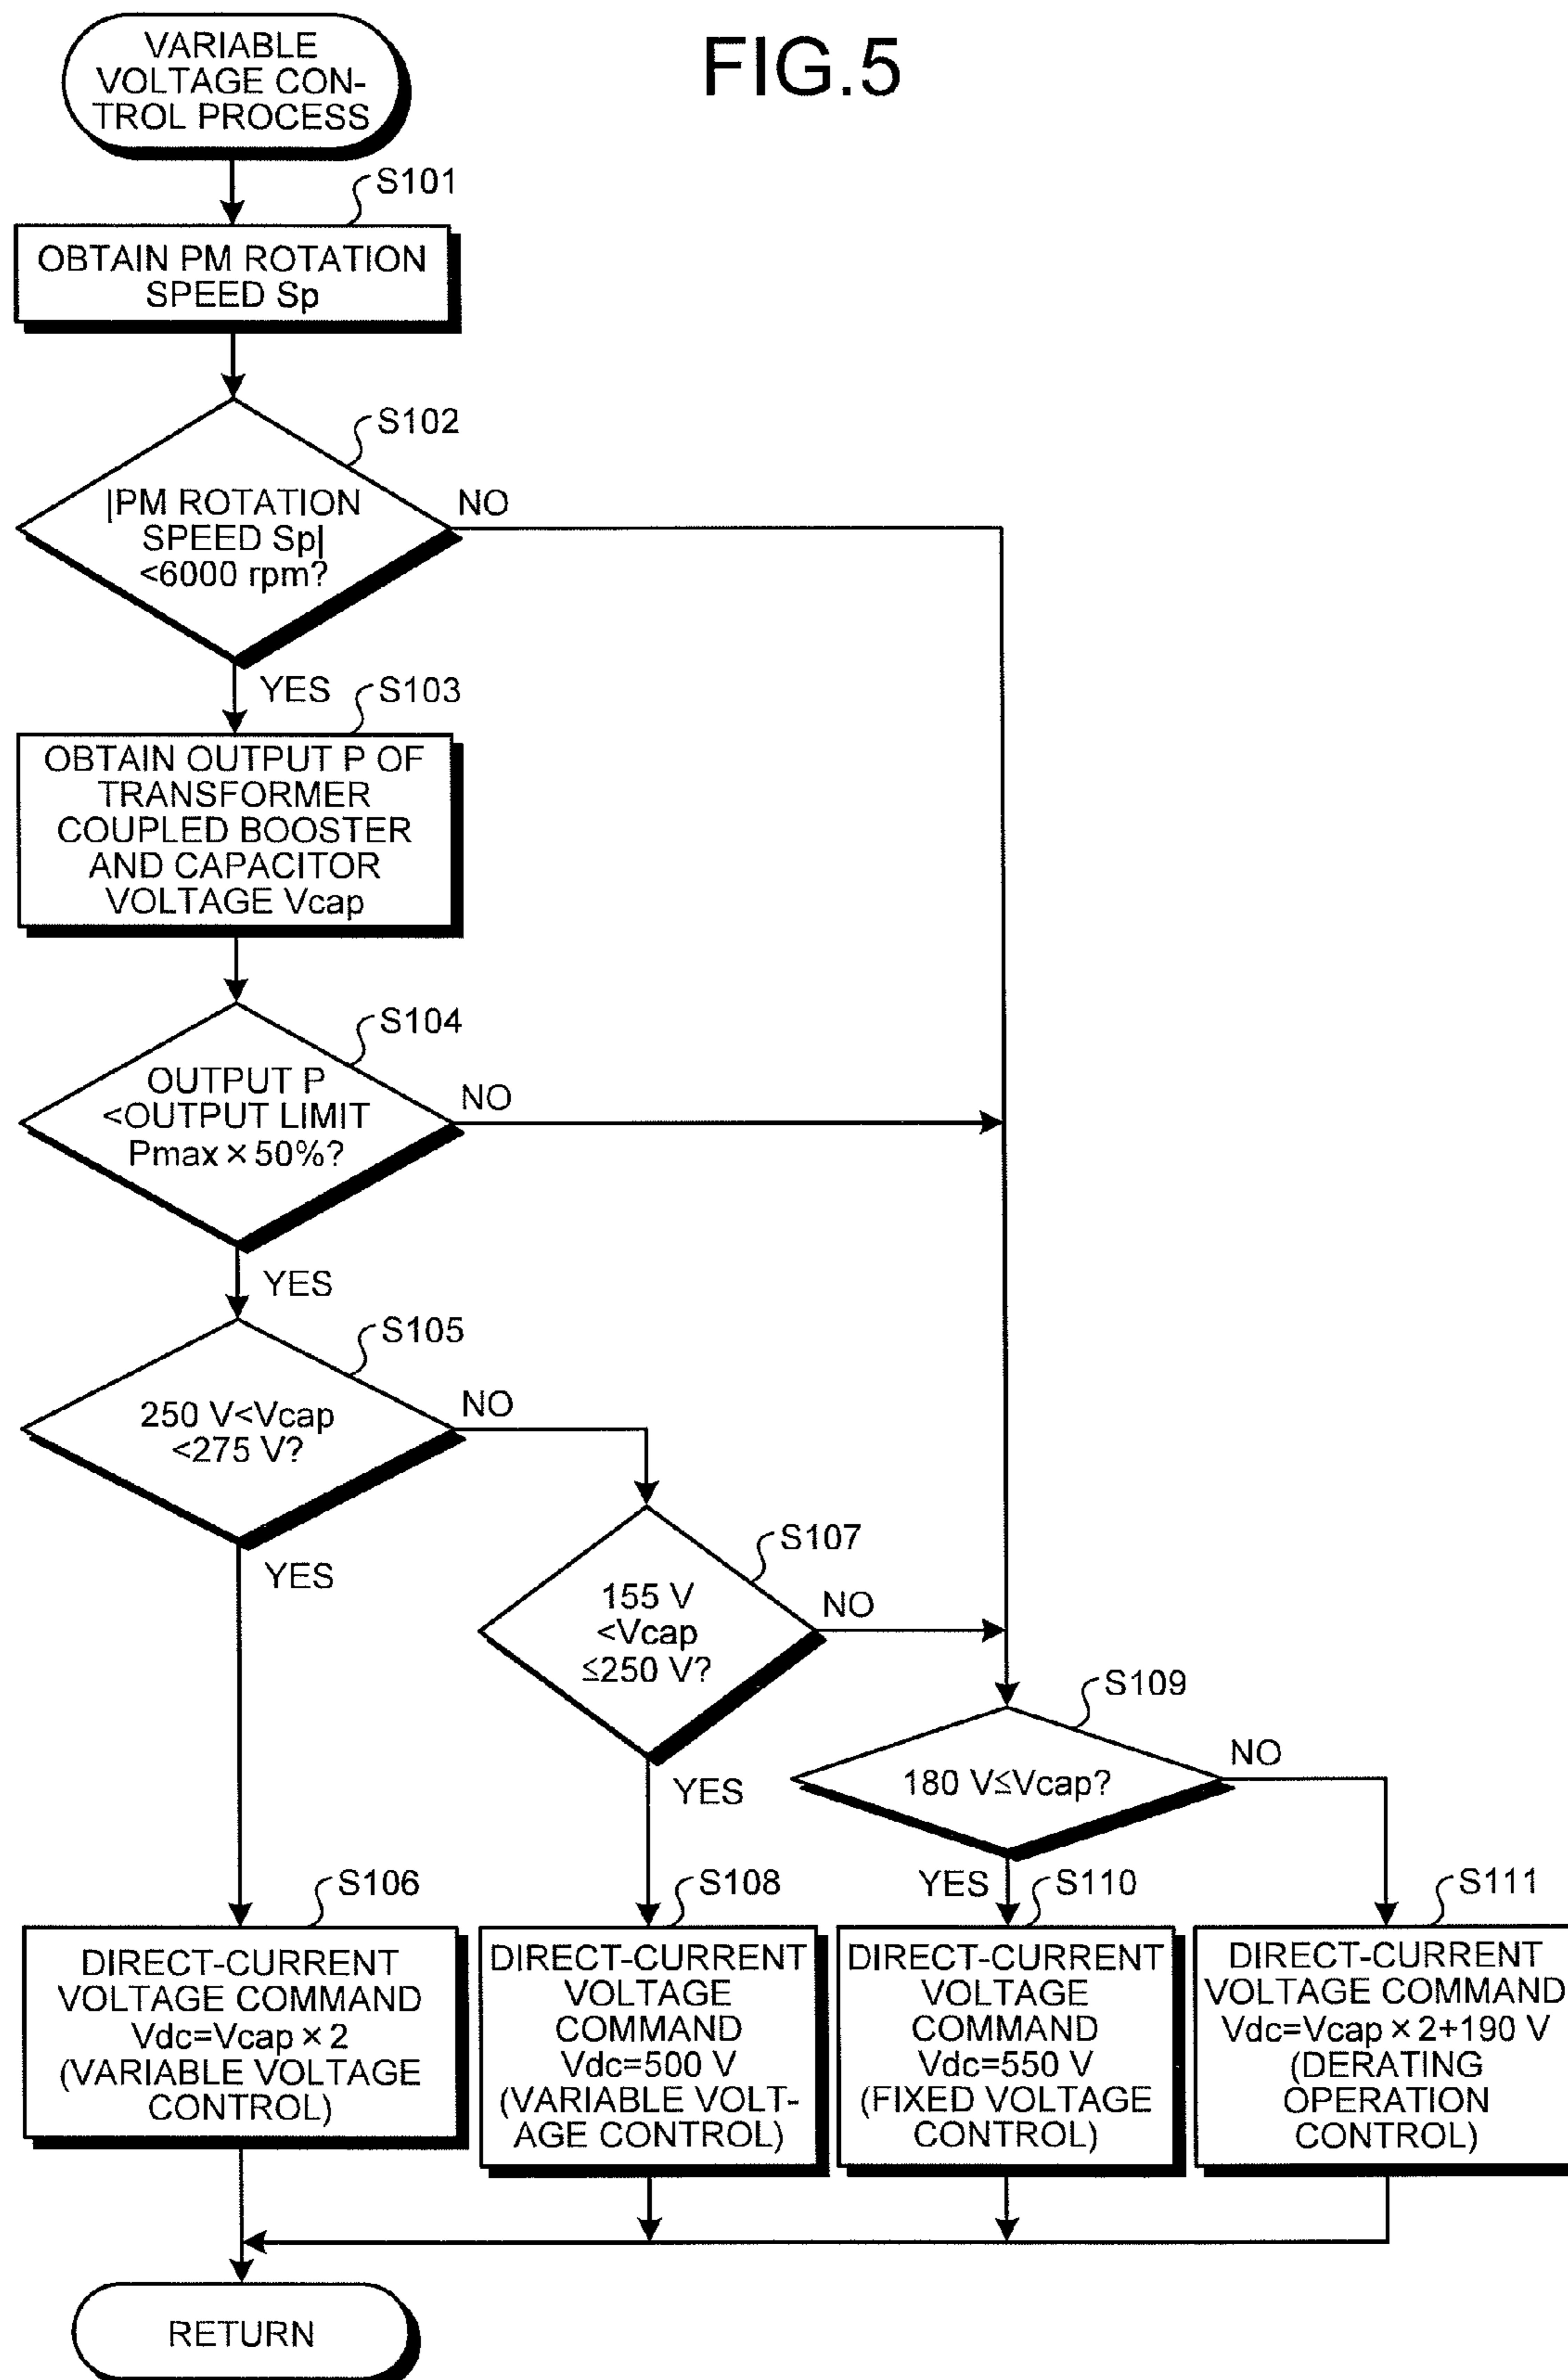 FIG.5
VARIABLE
VOLTAGE CON-
TROL PROCESS
S101
OBTAIN PM ROTATION
SPEED Sp
S102
|PM ROTATION
SPEED Sp|
<6000 rpm?
NO
YES
S103
OBTAIN OUTPUT P OF
TRANSFORMER
COUPLED BOOSTER
AND CAPACITOR
VOLTAGE Vcap
S104
OUTPUT P
<OUTPUT LIMIT
Pmax×50%?
NO
YES
S105
250 V<Vcap
<275 V?
NO
YES
S107
155 V
<Vcap
≤250 V?
NO
YES
S109
180 V≤Vcap?
NO
YES
S106
DIRECT-CURRENT
VOLTAGE COMMAND
Vdc=Vcap×2
(VARIABLE VOLTAGE
CONTROL)
S108
DIRECT-CURRENT
VOLTAGE
COMMAND
Vdc=500 V
(VARIABLE VOLT-
AGE CONTROL)
S110
DIRECT-CURRENT
VOLTAGE
COMMAND
Vdc=550 V
(FIXED VOLTAGE
CONTROL)
S111
DIRECT-CURRENT
VOLTAGE COMMAND
Vdc=Vcap×2+190 V
(DERATING
OPERATION
CONTROL)
RETURN